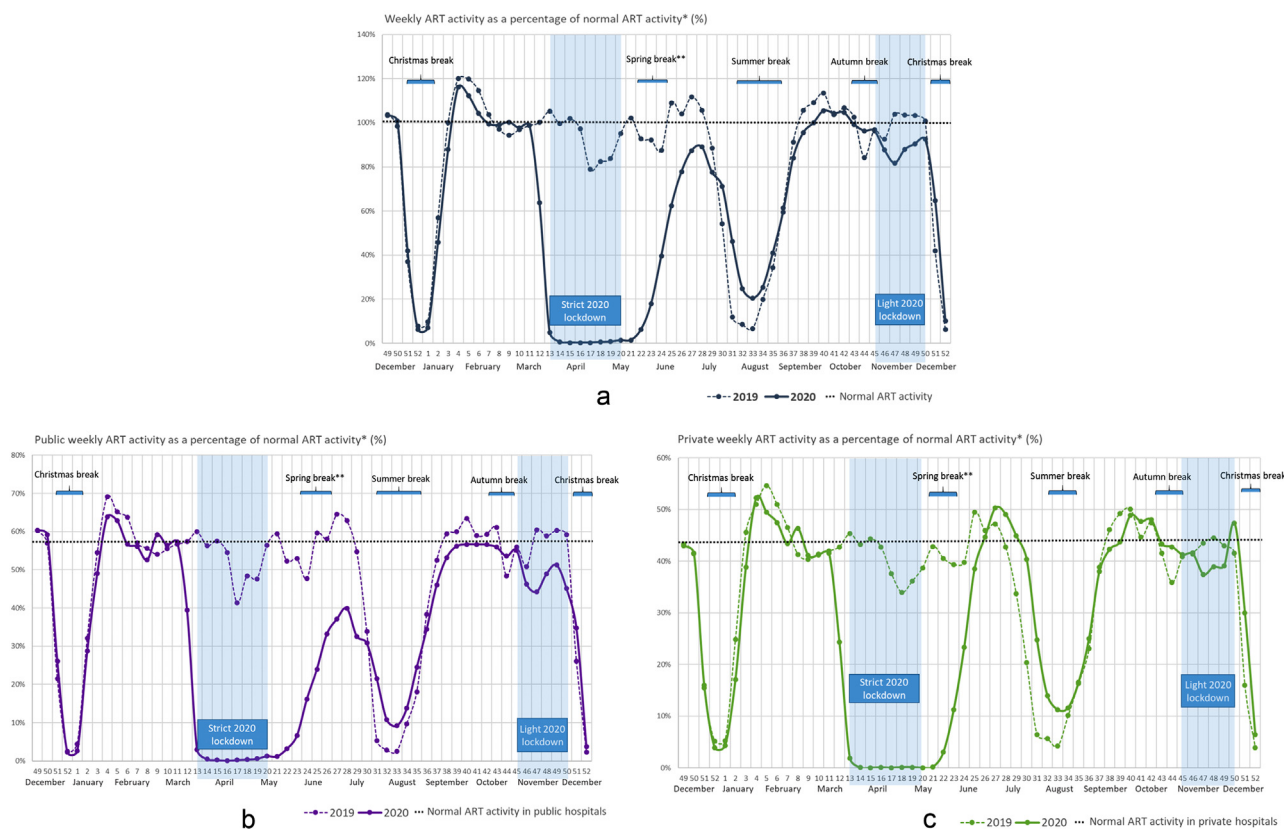 Weekly ART activity as a percentage of normal ART activity* (%)
140%
120%
100%
80%
60%
40%
20%
0%
Christmas break
Spring break**
Summer break
Autumn break
Christmas break
Strict 2020
lockdown
Light 2020
lockdown
49 50 51 52 1 2 3 4 5 6 7 8 9 10 11 12 13 14 15 16 17 18 19 20 21 22 23 24 25 26 27 28 29 30 31 32 33 34 35 36 37 38 39 40 41 42 43 44 45 46 47 48 49 50 51 52
December January February March April May June July August September October November December
2019 2020 Normal ART activity
a
Public weekly ART activity as a percentage of normal ART activity* (%)
80%
70%
60%
50%
40%
30%
20%
10%
0%
Christmas break
Spring break**
Summer break
Autumn break
Christmas break
Strict 2020
lockdown
Light 2020
lockdown
49 50 51 52 1 2 3 4 5 6 7 8 9 10 11 12 13 14 15 16 17 18 19 20 21 22 23 24 25 26 27 28 29 30 31 32 33 34 35 36 37 38 39 40 41 42 43 44 45 46 47 48 49 50 51 52
December January February March April May June July August September October November December
2019 2020 Normal ART activity in public hospitals
b
Private weekly ART activity as a percentage of normal ART activity* (%)
60%
50%
40%
30%
20%
10%
0%
Christmas break
Spring break**
Summer break
Autumn break
Christmas break
Strict 2020
lockdown
Light 2020
lockdown
49 50 51 52 1 2 3 4 5 6 7 8 9 10 11 12 13 14 15 16 17 18 19 20 21 22 23 24 25 26 27 28 29 30 31 32 33 34 35 36 37 38 39 40 41 42 43 44 45 46 47 48 49 50 51 52
December January February March April May June July August September October November December
2019 2020 Normal ART activity in private hospitals
c